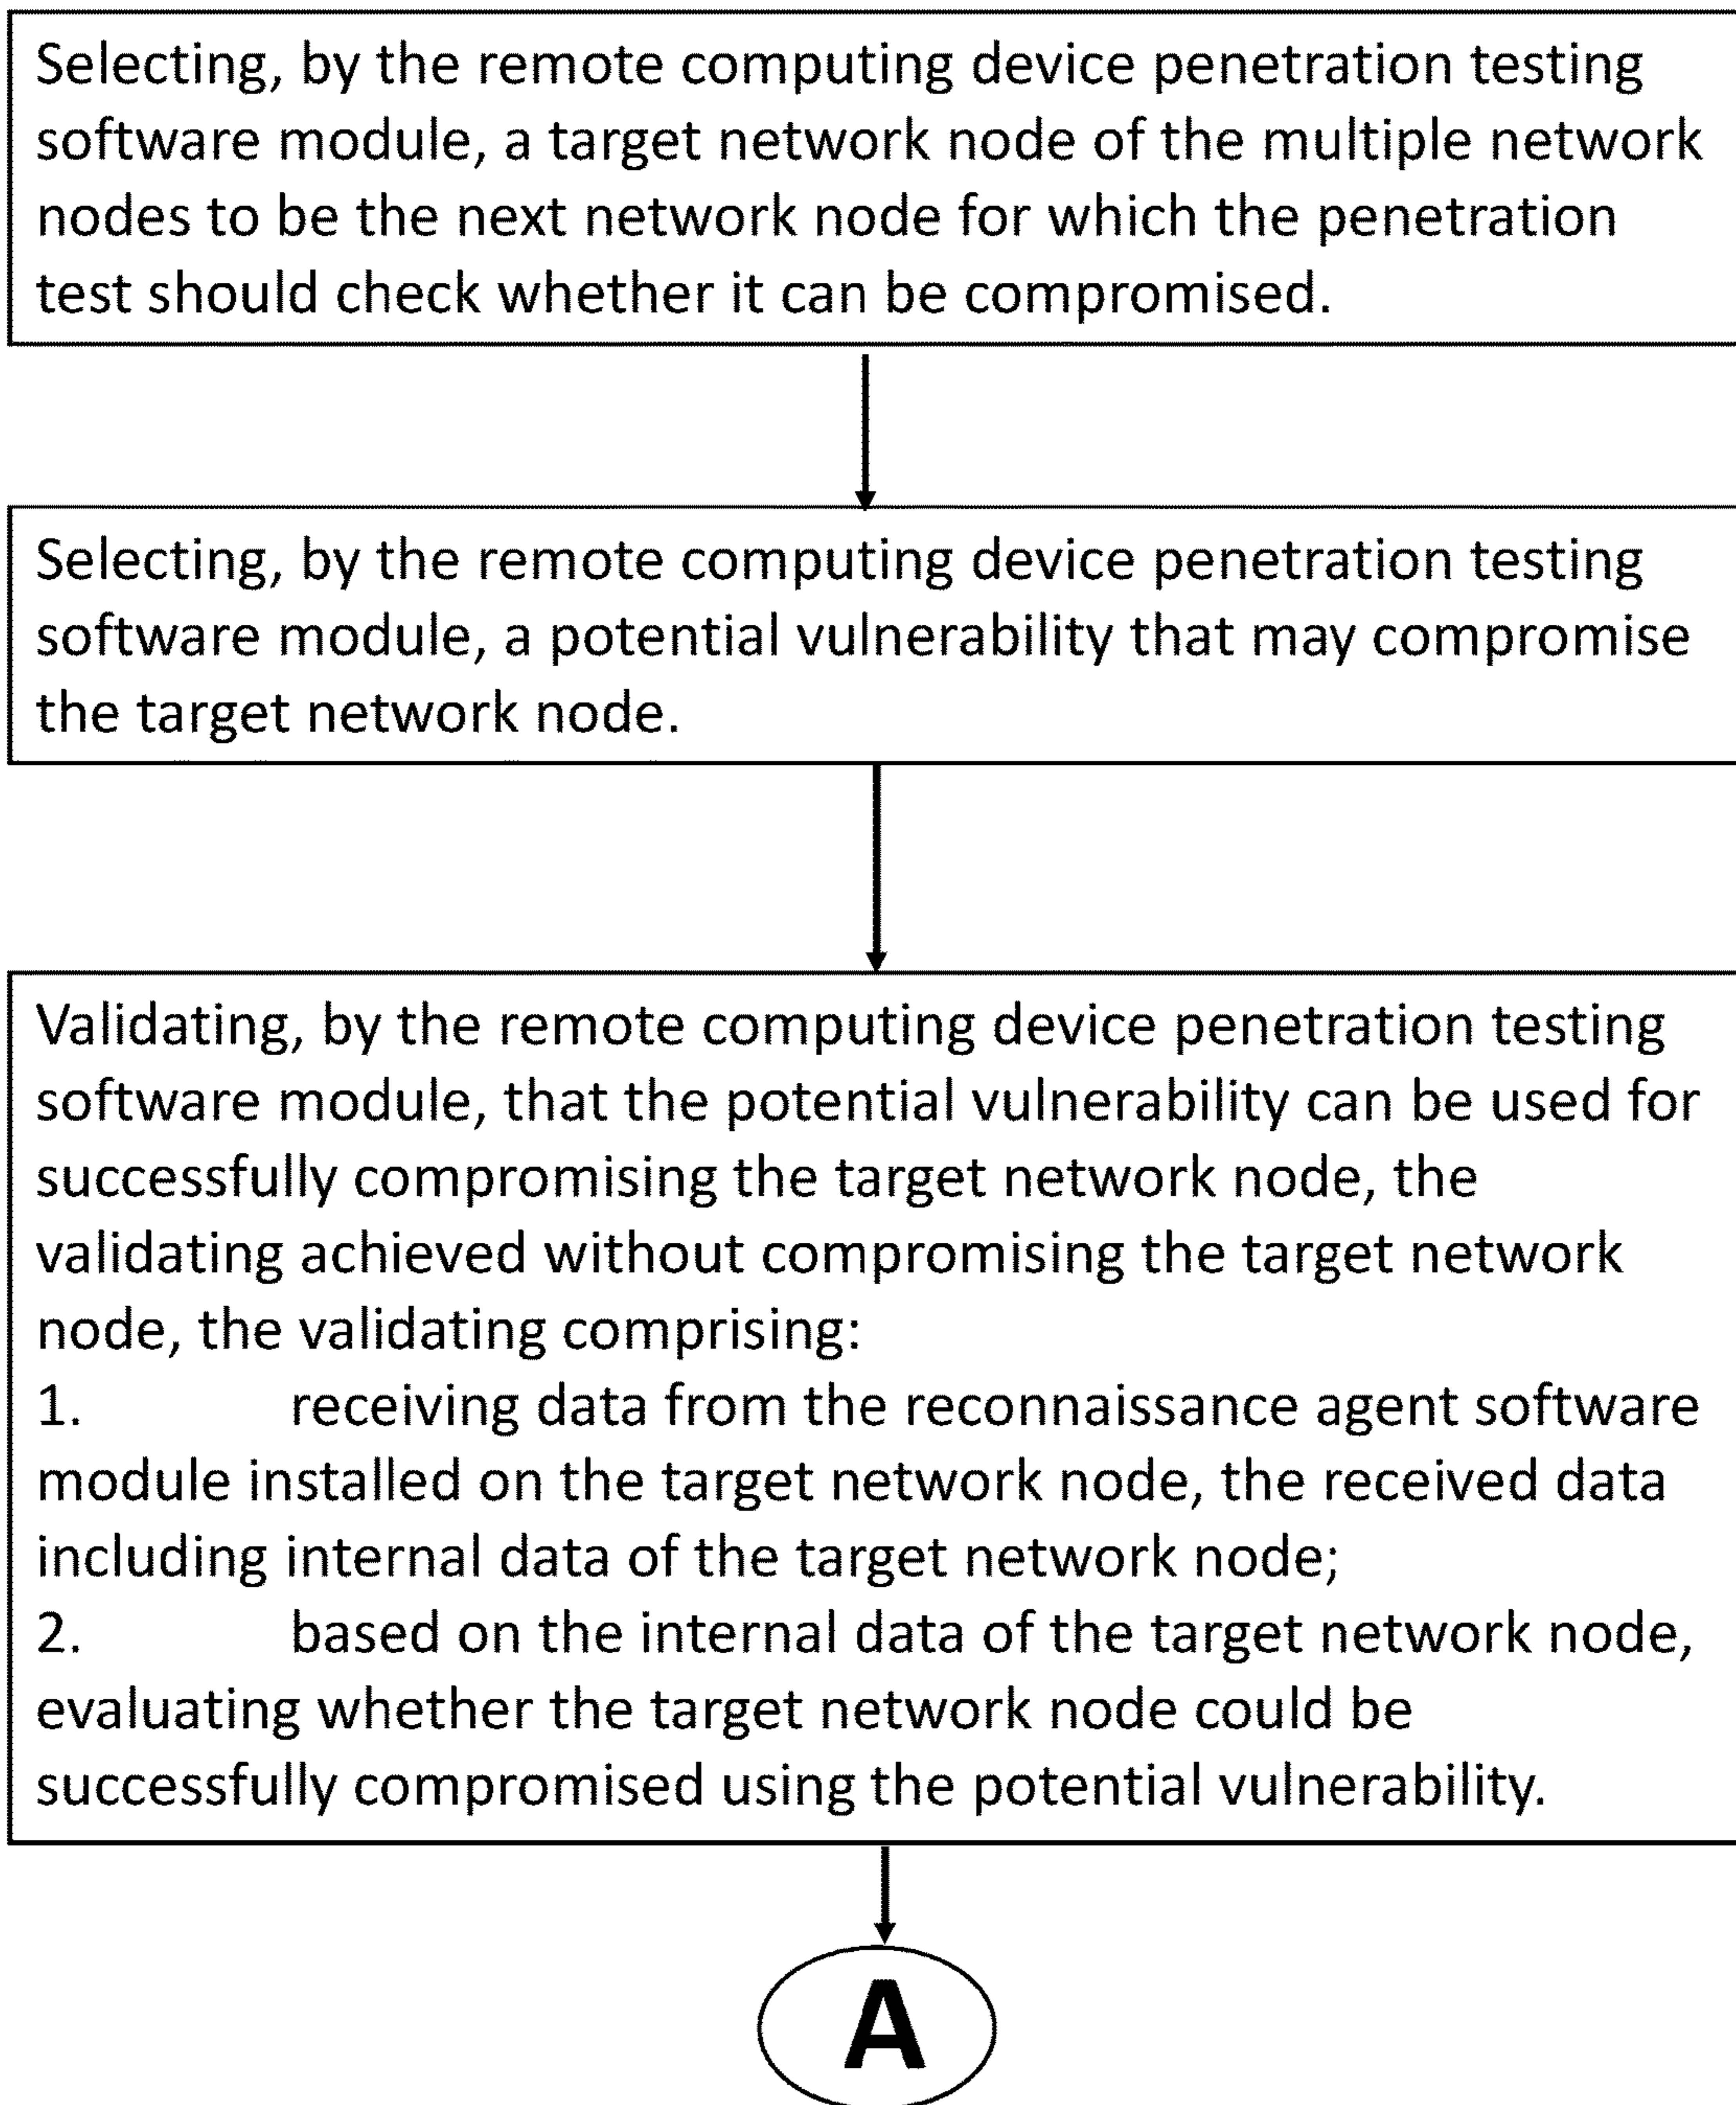 Selecting, by the remote computing device penetration testing
software module, a target network node of the multiple network
nodes to be the next network node for which the penetration
test should check whether it can be compromised.
Selecting, by the remote computing device penetration testing
software module, a potential vulnerability that may compromise
the target network node.
Validating, by the remote computing device penetration testing
software module, that the potential vulnerability can be used for
successfully compromising the target network node, the
validating achieved without compromising the target network
node, the validating comprising:
1. receiving data from the reconnaissance agent software
module installed on the target network node, the received data
including internal data of the target network node;
2. based on the internal data of the target network node,
evaluating whether the target network node could be
successfully compromised using the potential vulnerability.
A